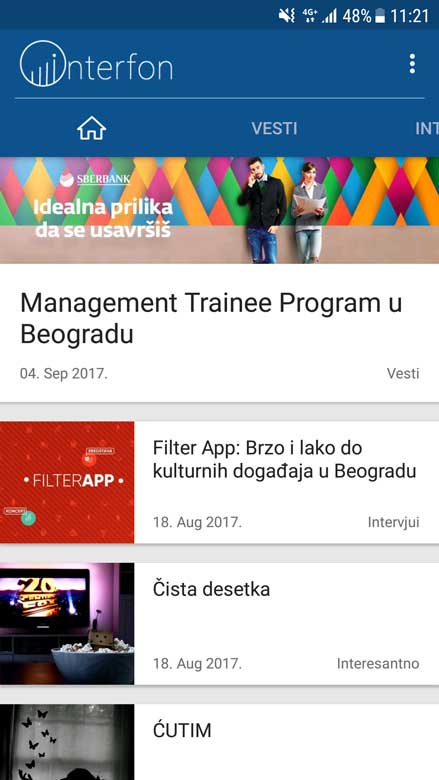 48% 11:21
interfon
VESTI
INT
SBERBANK
Idealna prilika
da se usavršiš
Management Trainee Program u
Beogradu
04. Sep 2017.
Vesti
PREDSTAVA
•FILTERAPP•
KONCERT
Filter App: Brzo i lako do
kulturnih događaja u Beogradu
18. Aug 2017.
Intervjui
20
Čista desetka
18. Aug 2017.
Interesantno
ĆUTIM